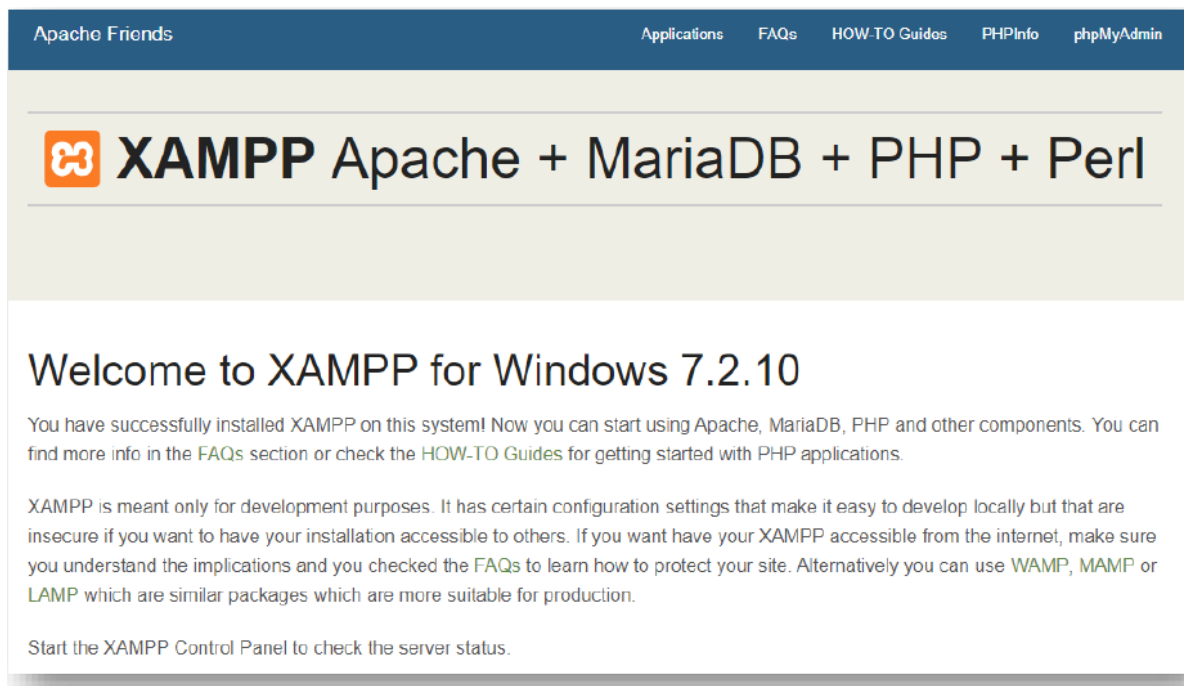 Apache Friends
Applications FAQs HOW-TO Guides PHPInfo phpMyAdmin
XAMPP Apache + MariaDB + PHP + Perl
Welcome to XAMPP for Windows 7.2.10
You have successfully installed XAMPP on this system! Now you can start using Apache, MariaDB, PHP and other components. You can
find more info in the FAQs section or check the HOW-TO Guides for getting started with PHP applications.
XAMPP is meant only for development purposes. It has certain configuration settings that make it easy to develop locally but that are
insecure if you want to have your installation accessible to others. If you want have your XAMPP accessible from the internet, make sure
you understand the implications and you checked the FAQs to learn how to protect your site. Alternatively you can use WAMP, MAMP or
LAMP which are similar packages which are more suitable for production.
Start the XAMPP Control Panel to check the server status.